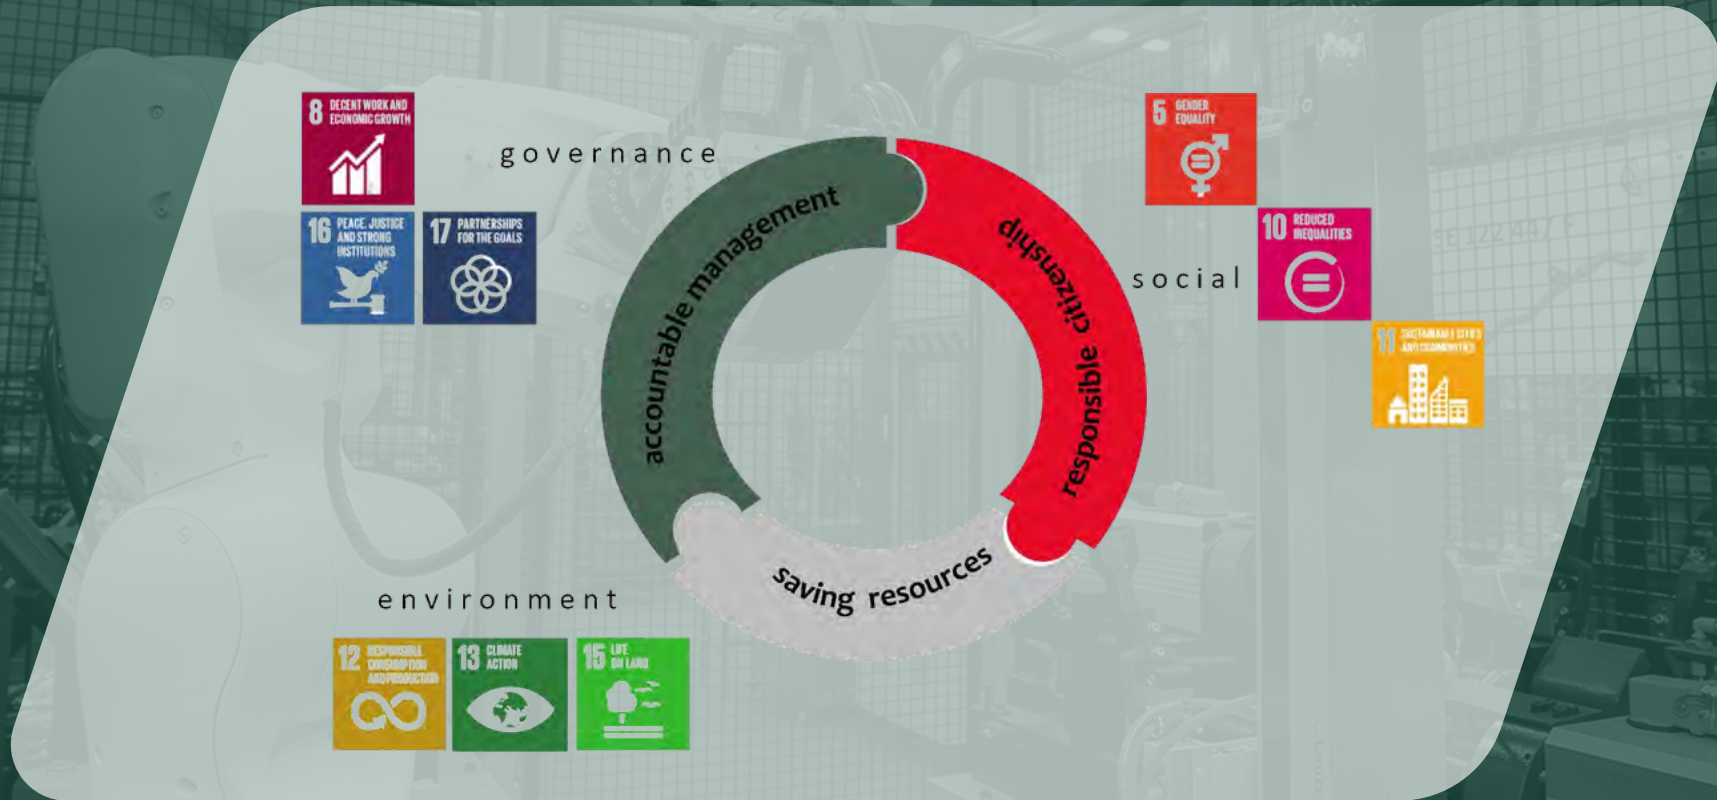 8 DECENT WORK AND
ECONOMIC GROWTH
governance
16 PEACE, JUSTICE
AND STRONG
INSTITUTIONS
17 PARTNERSHIPS
FOR THE GOALS
accountable management
responsible citizenship
saving resources
5 GENDER
EQUALITY
social
10 REDUCED
INEQUALITIES
11 SUSTAINABLE CITIES
AND COMMUNITIES
environment
12 RESPONSIBLE
CONSUMPTION
AND PRODUCTION
13 CLIMATE
ACTION
15 LIFE
ON LAND